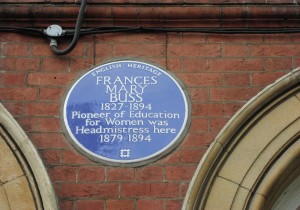 ENGLISH HERITAGE
FRANCES
MARY
BUSS
1827-1894
Pioneer of Education
for Women was
Headmistress here
1879-1894